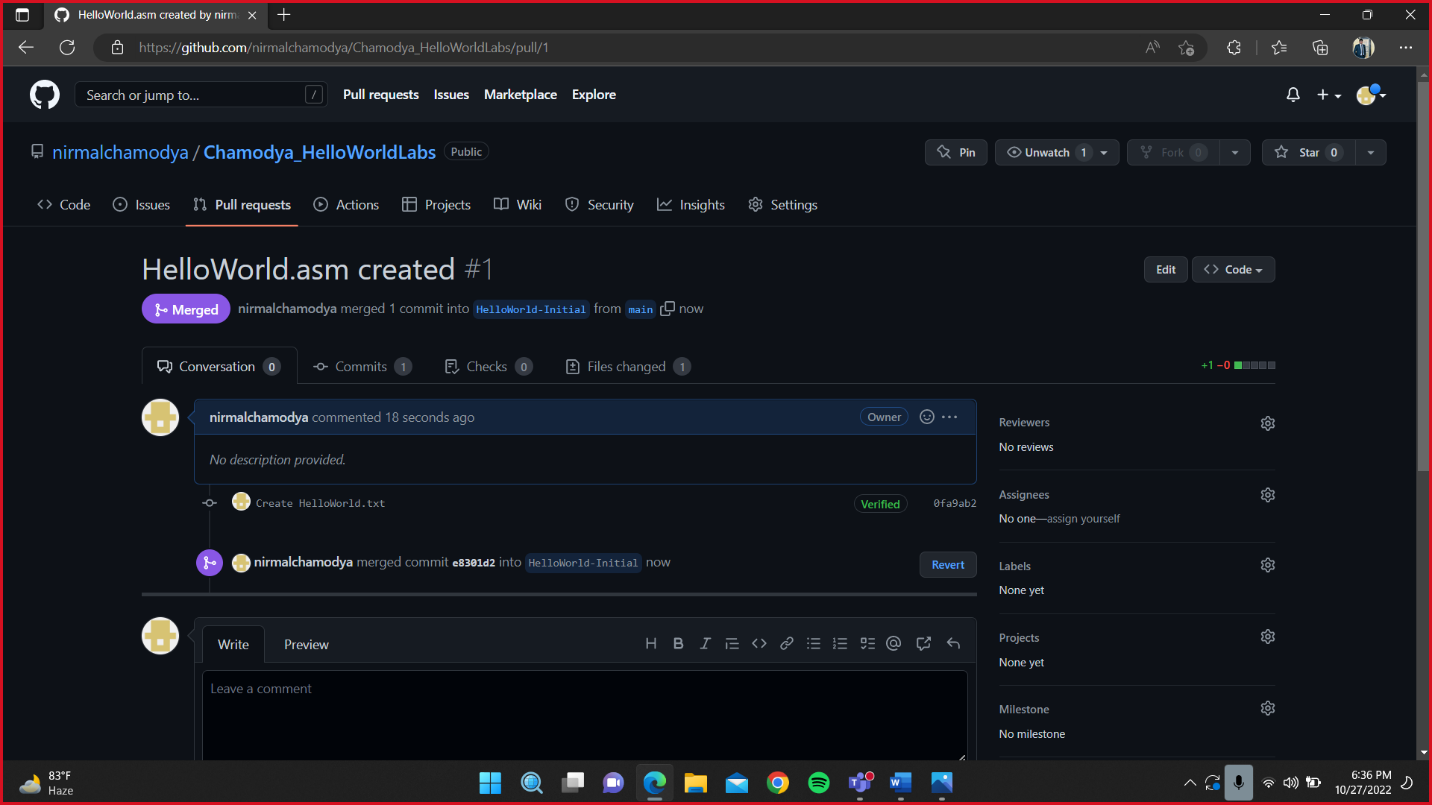 HelloWorld.asm created by nirm
https://github.com/nirmalchamodya/Chamodya_HelloWorldLabs/pull/1
Search or jump to... /
Pull requests Issues Marketplace Explore
nirmalchamodya / Chamodya_HelloWorldLabs Public
Pin Unwatch 1 Fork 0 Star 0
Code Issues Pull requests Actions Projects Wiki Security Insights Settings
HelloWorld.asm created #1
Edit Code
Merged nirmalchamodya merged 1 commit into HelloWorld-Initial from main now
Conversation 0 Commits 1 Checks 0 Files changed 1
+1 −0
nirmalchamodya commented 18 seconds ago Owner
No description provided.
Create HelloWorld.txt Verified 0fa9ab2
nirmalchamodya merged commit e8301d2 into HelloWorld-Initial now Revert
Write Preview
Leave a comment
Reviewers
No reviews
Assignees
No one—assign yourself
Labels
None yet
Projects
None yet
Milestone
No milestone
83°F
Haze
6:36 PM
10/27/2022